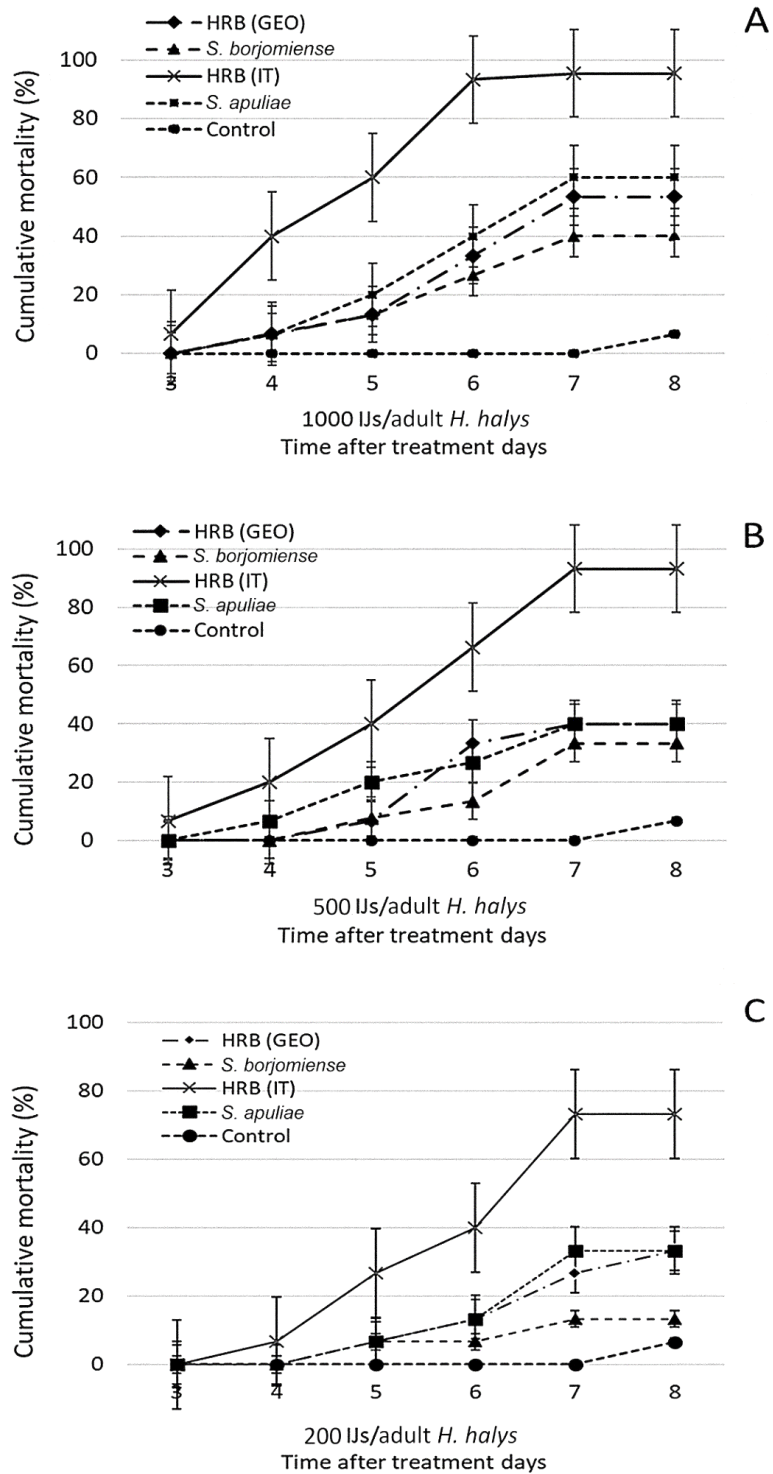 A
HRB (GEO)
S. borjomiense
HRB (IT)
S. apuliae
Control
Cumulative mortality (%)
100
80
60
40
20
0
3 4 5 6 7 8
1000 IJs/adult H. halys
Time after treatment days
B
HRB (GEO)
S. borjomiense
HRB (IT)
S. apuliae
Control
Cumulative mortality (%)
100
80
60
40
20
0
3 4 5 6 7 8
500 IJs/adult H. halys
Time after treatment days
C
HRB (GEO)
S. borjomiense
HRB (IT)
S. apuliae
Control
Cumulative mortality (%)
100
80
60
40
20
0
3 4 5 6 7 8
200 IJs/adult H. halys
Time after treatment days